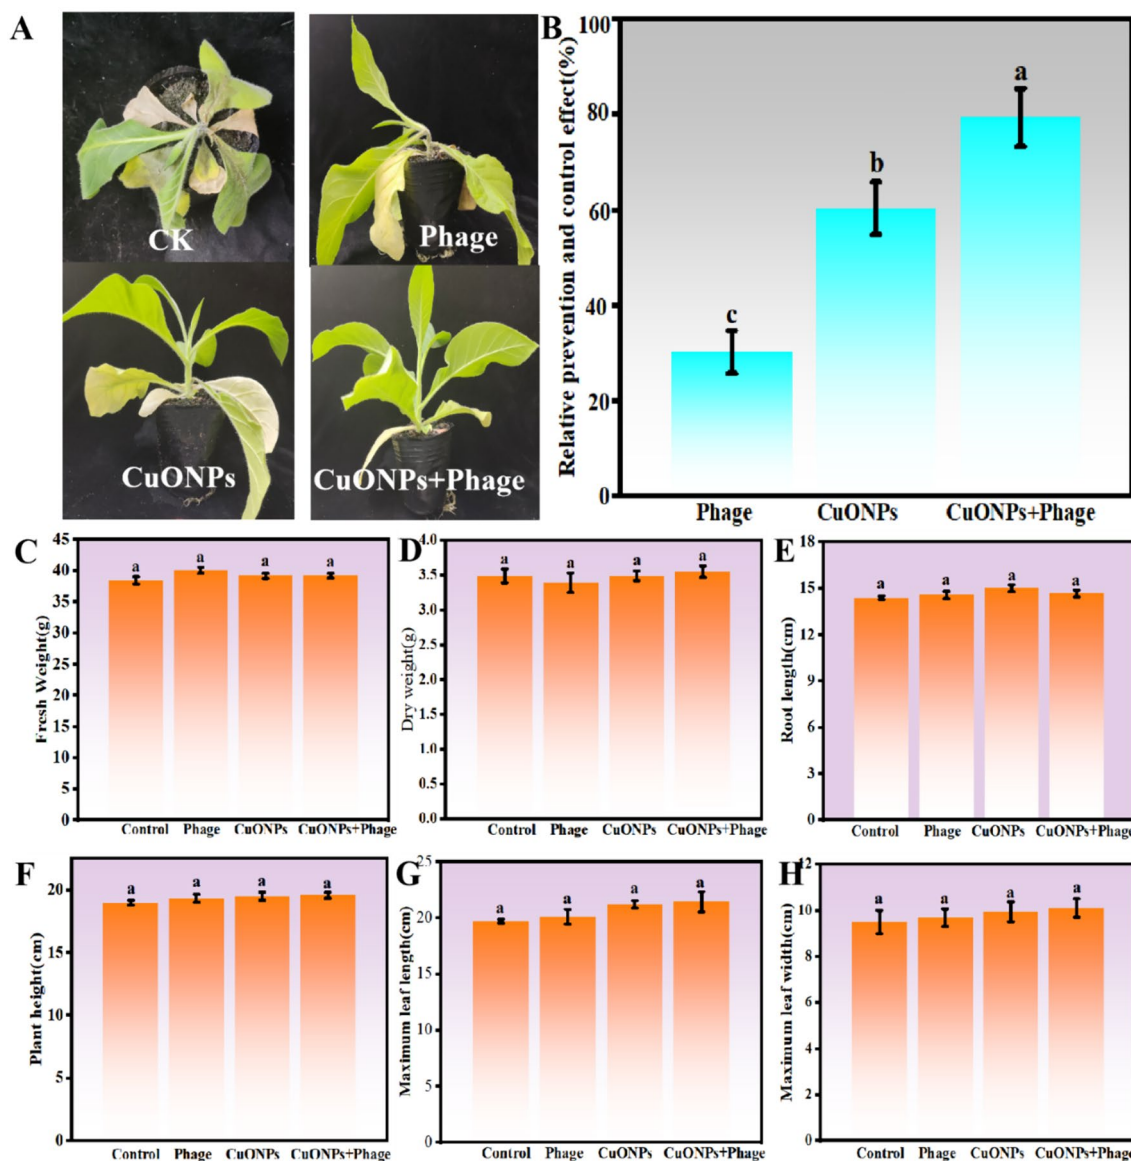 A
CK
Phage
CuONPs
CuONPs+Phage
B
Relative prevention and control effect(%)
100
80
60
40
20
0
c
b
a
Phage
CuONPs
CuONPs+Phage
C
Fresh Weight(g)
45
40
35
30
25
20
15
10
5
0
a
a
a
a
Control
Phage
CuONPs
CuONPs+Phage
D
Dry weight(g)
4.0
3.5
3.0
2.5
2.0
1.5
1.0
0.5
0.0
a
a
a
a
Control
Phage
CuONPs
CuONPs+Phage
E
Root length(cm)
18
15
12
9
6
3
0
a
a
a
a
Control
Phage
CuONPs
CuONPs+Phage
F
Plant height(cm)
20
15
10
5
0
a
a
a
a
Control
Phage
CuONPs
CuONPs+Phage
G
Maximum leaf length(cm)
25
20
15
10
5
0
a
a
a
a
Control
Phage
CuONPs
CuONPs+Phage
H
Maximum leaf width(cm)
12
10
8
6
4
2
0
a
a
a
a
Control
Phage
CuONPs
CuONPs+Phage